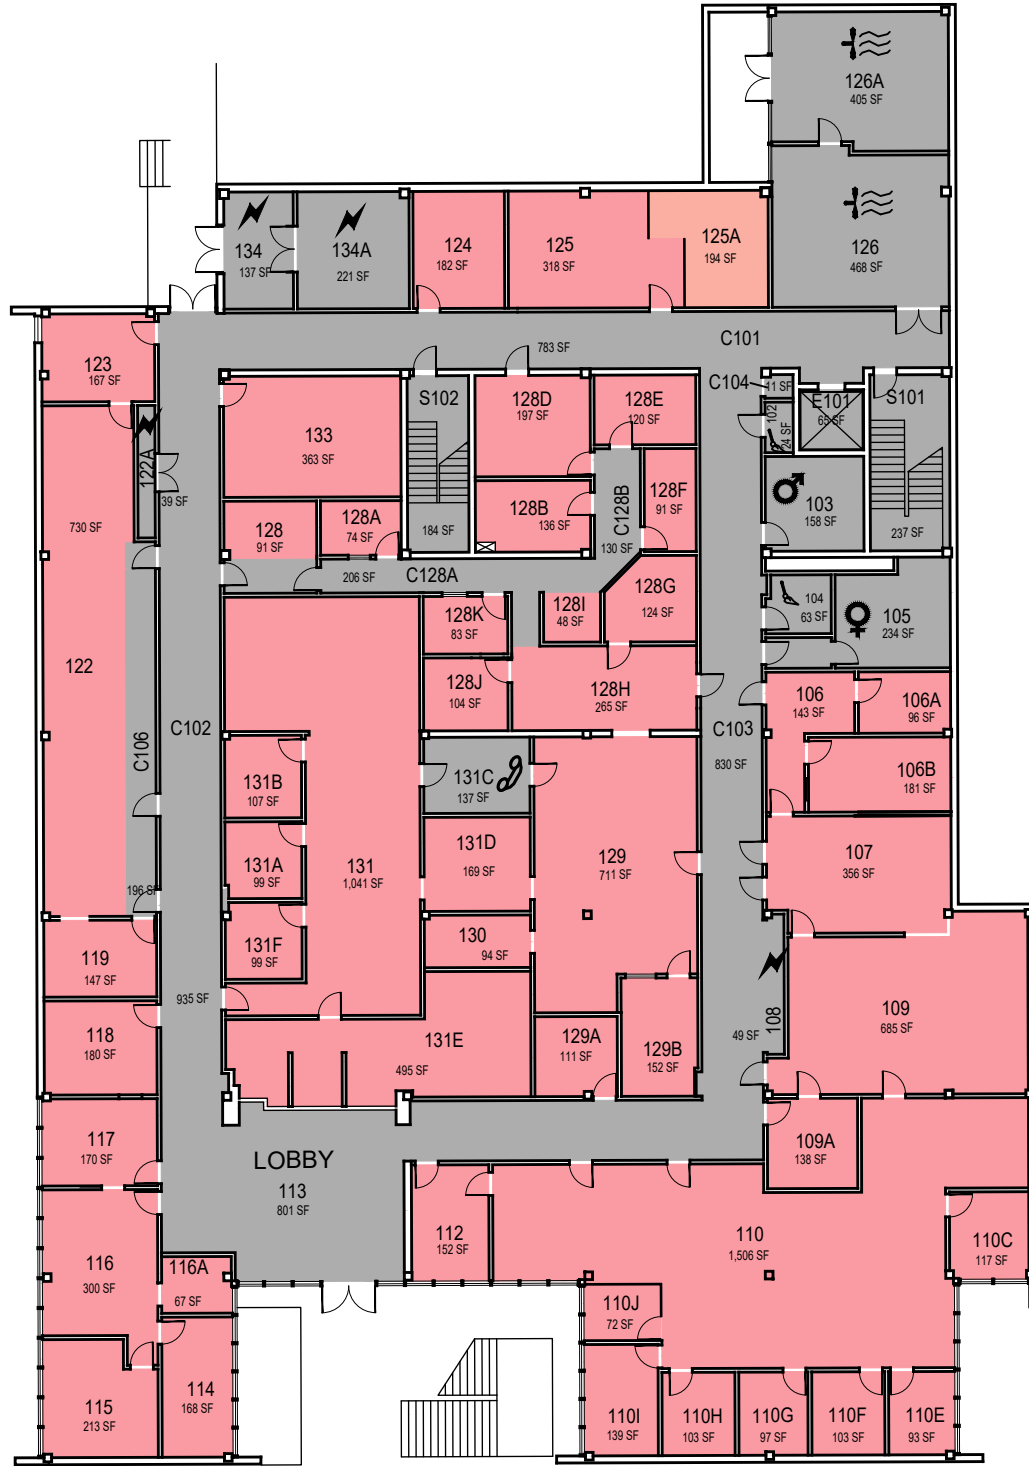 126A
405 SF
126
468 SF
134
137 SF
134A
221 SF
124
182 SF
125
318 SF
125A
194 SF
C101
783 SF
123
167 SF
122A
39 SF
133
363 SF
S102
184 SF
128D
197 SF
128E
120 SF
C104
11 SF
102
24 SF
E101
65 SF
S101
237 SF
103
158 SF
730 SF
128
91 SF
128A
74 SF
128B
136 SF
C128B
130 SF
128F
91 SF
206 SF
C128A
128K
83 SF
128I
48 SF
128G
124 SF
104
63 SF
105
234 SF
122
C106
196 SF
C102
935 SF
128J
104 SF
128H
265 SF
C103
830 SF
106
143 SF
106A
96 SF
106B
181 SF
131B
107 SF
131C
137 SF
131A
99 SF
131
1,041 SF
131D
169 SF
129
711 SF
107
356 SF
131F
99 SF
130
94 SF
119
147 SF
118
180 SF
131E
495 SF
129A
111 SF
129B
152 SF
108
49 SF
109
685 SF
117
170 SF
LOBBY
113
801 SF
109A
138 SF
116
300 SF
116A
67 SF
112
152 SF
110
1,506 SF
110C
117 SF
110J
72 SF
115
213 SF
114
168 SF
110I
139 SF
110H
103 SF
110G
97 SF
110F
103 SF
110E
93 SF